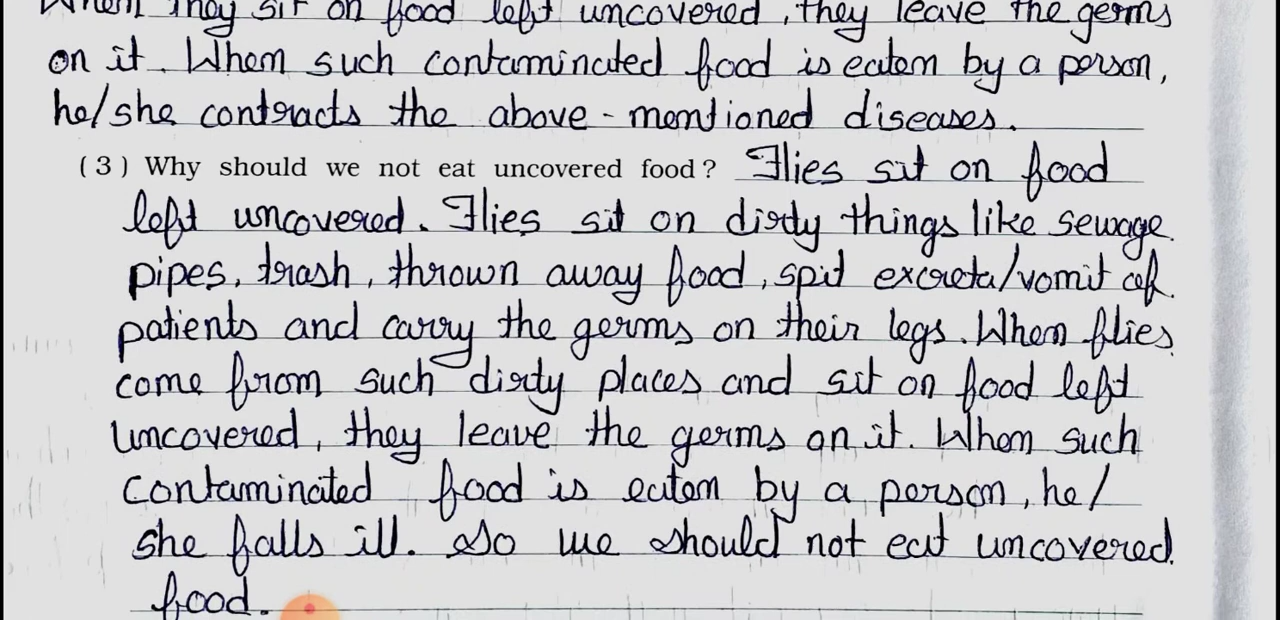 When they sit on food left uncovered, they leave the germs
on it. When such contaminated food is eaten by a person,
he/she contracts the above-mentioned diseases.
(3) Why should we not eat uncovered food? Flies sit on food
left uncovered. Flies sit on dirty things like sewage
pipes, trash, thrown away food, spit excreta/vomit of
patients and carry the germs on their legs. When flies
come from such dirty places and sit on food left
uncovered, they leave the germs on it. When such
contaminated food is eaten by a person, he/
she falls ill. So we should not eat uncovered
food.